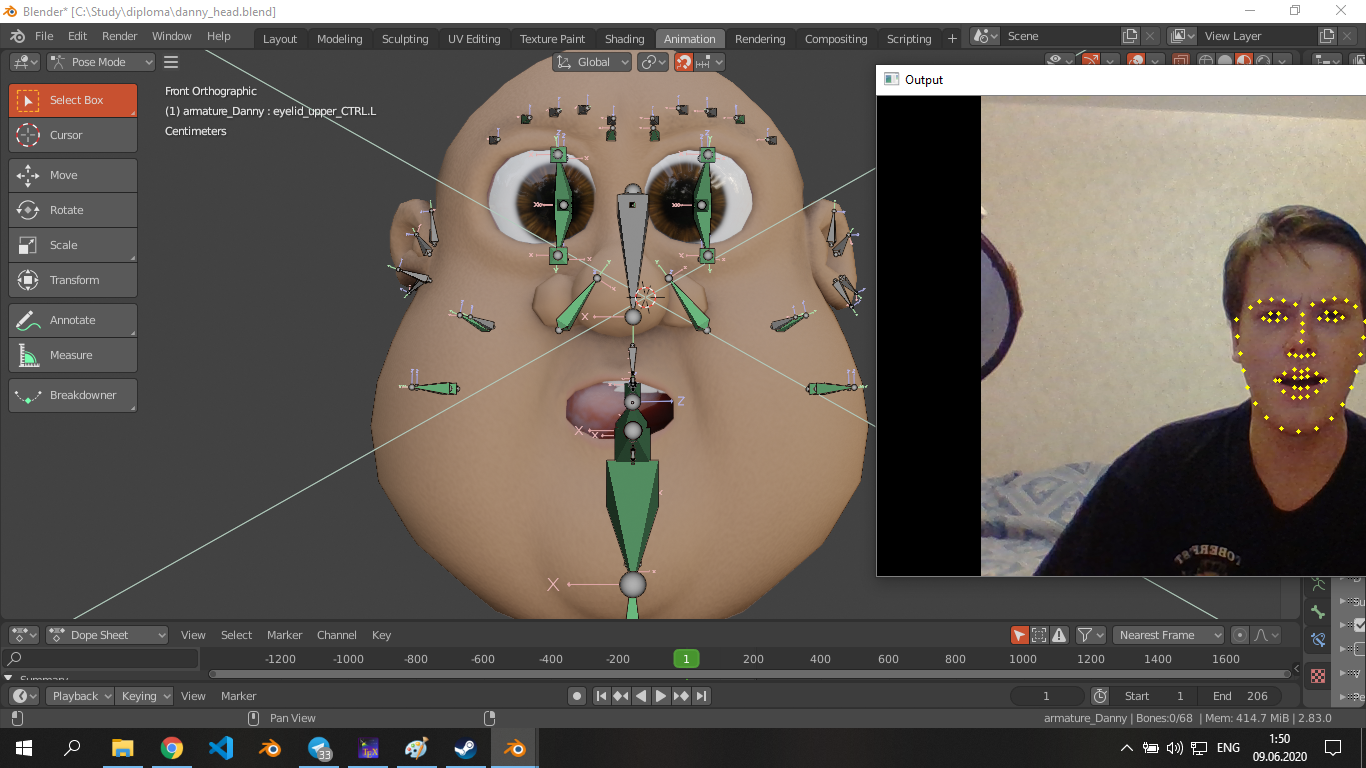 Blender* [C:\Study\diploma\danny_head.blend]
File Edit Render Window Help
Layout Modeling Sculpting UV Editing Texture Paint Shading Animation Rendering Compositing Scripting + Scene View Layer
Pose Mode Global
Output
Select Box
Cursor
Move
Rotate
Scale
Transform
Annotate
Measure
Breakdowner
Front Orthographic
(1) armature_Danny : eyelid_upper_CTRL.L
Centimeters
X
X
X
X
Z
Z
Z
Dope Sheet View Select Marker Channel Key Nearest Frame
-1200 -1000 -800 -600 -400 -200 1 200 400 600 800 1000 1200 1400 1600
Summary
Playback Keying View Marker 1 Start 1 End 206
Pan View armature_Danny | Bones:0/68 | Mem: 414.7 MiB | 2.83.0
33 TEX ENG 1:50
09.06.2020